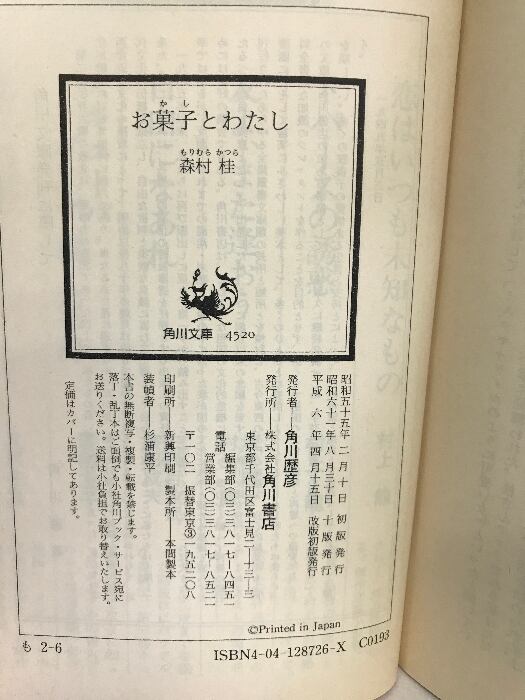 お菓子とわたし
かし
森村 桂
もりむら かつら
角川文庫 4520
昭和五十五年 二月 十日 初版発行
昭和六十一年 八月三十日 十版発行
平成 六年 四月十五日 改版初版発行
発行者―角川歴彦
発行所―株式会社角川書店
東京都千代田区富士見二―十三―三
電話 編集部(〇三)三八一七―八四五一
営業部(〇三)三八一七―八五二一
〒一〇二 振替東京③一九五二〇八
印刷所―新興印刷 製本所―本間製本
装幀者―杉浦康平
本書の無断複写・複製・転載を禁じます。
落丁・乱丁本はご面倒でも小社角川ブック・サービス宛に
お送りください。送料は小社負担でお取り替えいたします。
定価はカバーに明記してあります。
©Printed in Japan
も 2-6
ISBN4-04-128726-X C0193